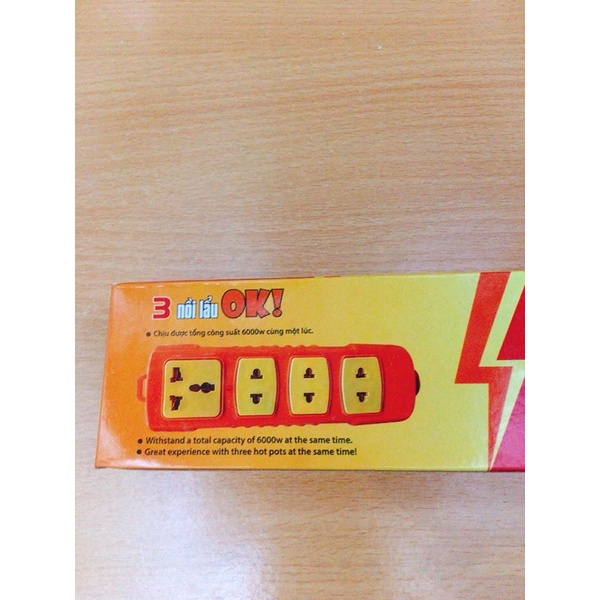 3 nồi lẩu OK!
• Chịu được tổng công suất 6000w cùng một lúc.
• Withstand a total capacity of 6000w at the same time.
• Great experience with three hot pots at the same time!